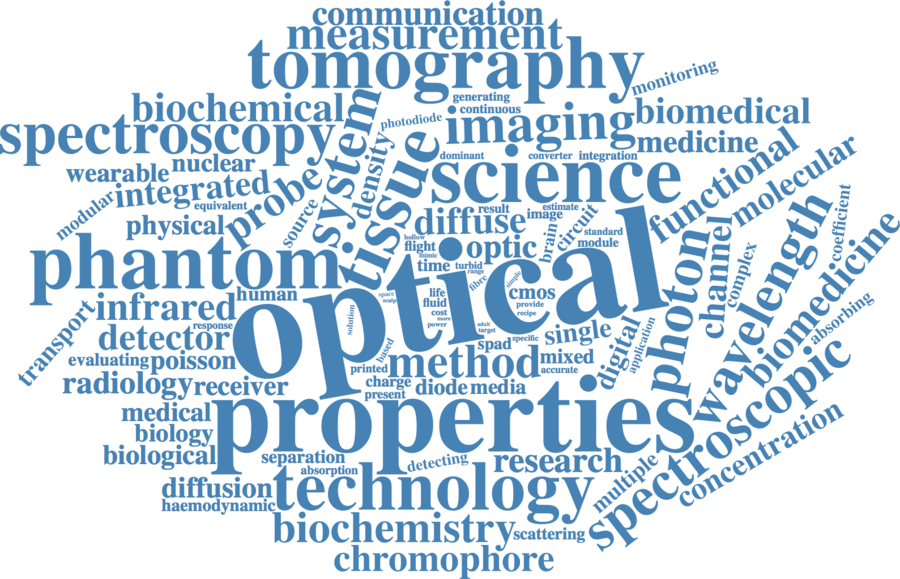 communication
measurement
tomography
monitoring
generating
continuous
biochemical
photodiode
imaging
biomedical
spectroscopy
system
density
tissue
medicine
dominant
converter
integration
wearable
nuclear
science
functional
molecular
modular
integrated
equivalent
probe
source
physical
diffuse
result
estimate
image
circuit
standard
module
brain
coefficient
hollow
flight
mimic
optic
time
turbid
range
fibre
simple
phantom
optical
photon
channel
complex
wavelength
biomedicine
human
space
scalp
life
fluid
cost
more
power
cmos
provide
recipe
infrared
response
solution
adult
target
specific
single
digital
application
absorbing
transport
detector
evaluating
poisson
based
printed
spad
method
mixed
accurate
radiology
receiver
charge
present
diode
media
spectroscopic
medical
properties
biology
biological
separation
absorption
detecting
research
multiple
concentration
diffusion
haemodynamic
technology
biochemistry
scattering
chromophore